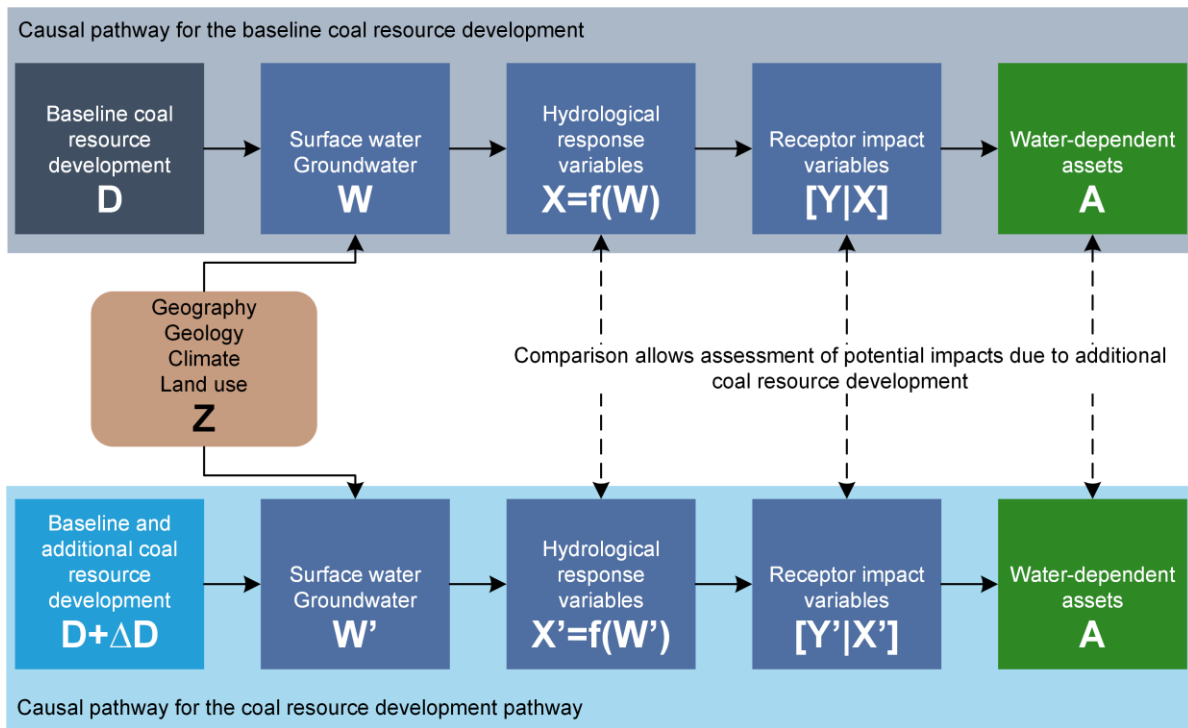 Causal pathway for the baseline coal resource development
Baseline coal
resource
development
D
Surface water
Groundwater
W
Hydrological
response
variables
X=f(W)
Receptor impact
variables
[Y|X]
Water-dependent
assets
A
Geography
Geology
Climate
Land use
Z
Comparison allows assessment of potential impacts due to additional
coal resource development
Baseline and
additional coal
resource
development
D+∆D
Surface water
Groundwater
W’
Hydrological
response
variables
X’=f(W’)
Receptor impact
variables
[Y’|X’]
Water-dependent
assets
A
Causal pathway for the coal resource development pathway